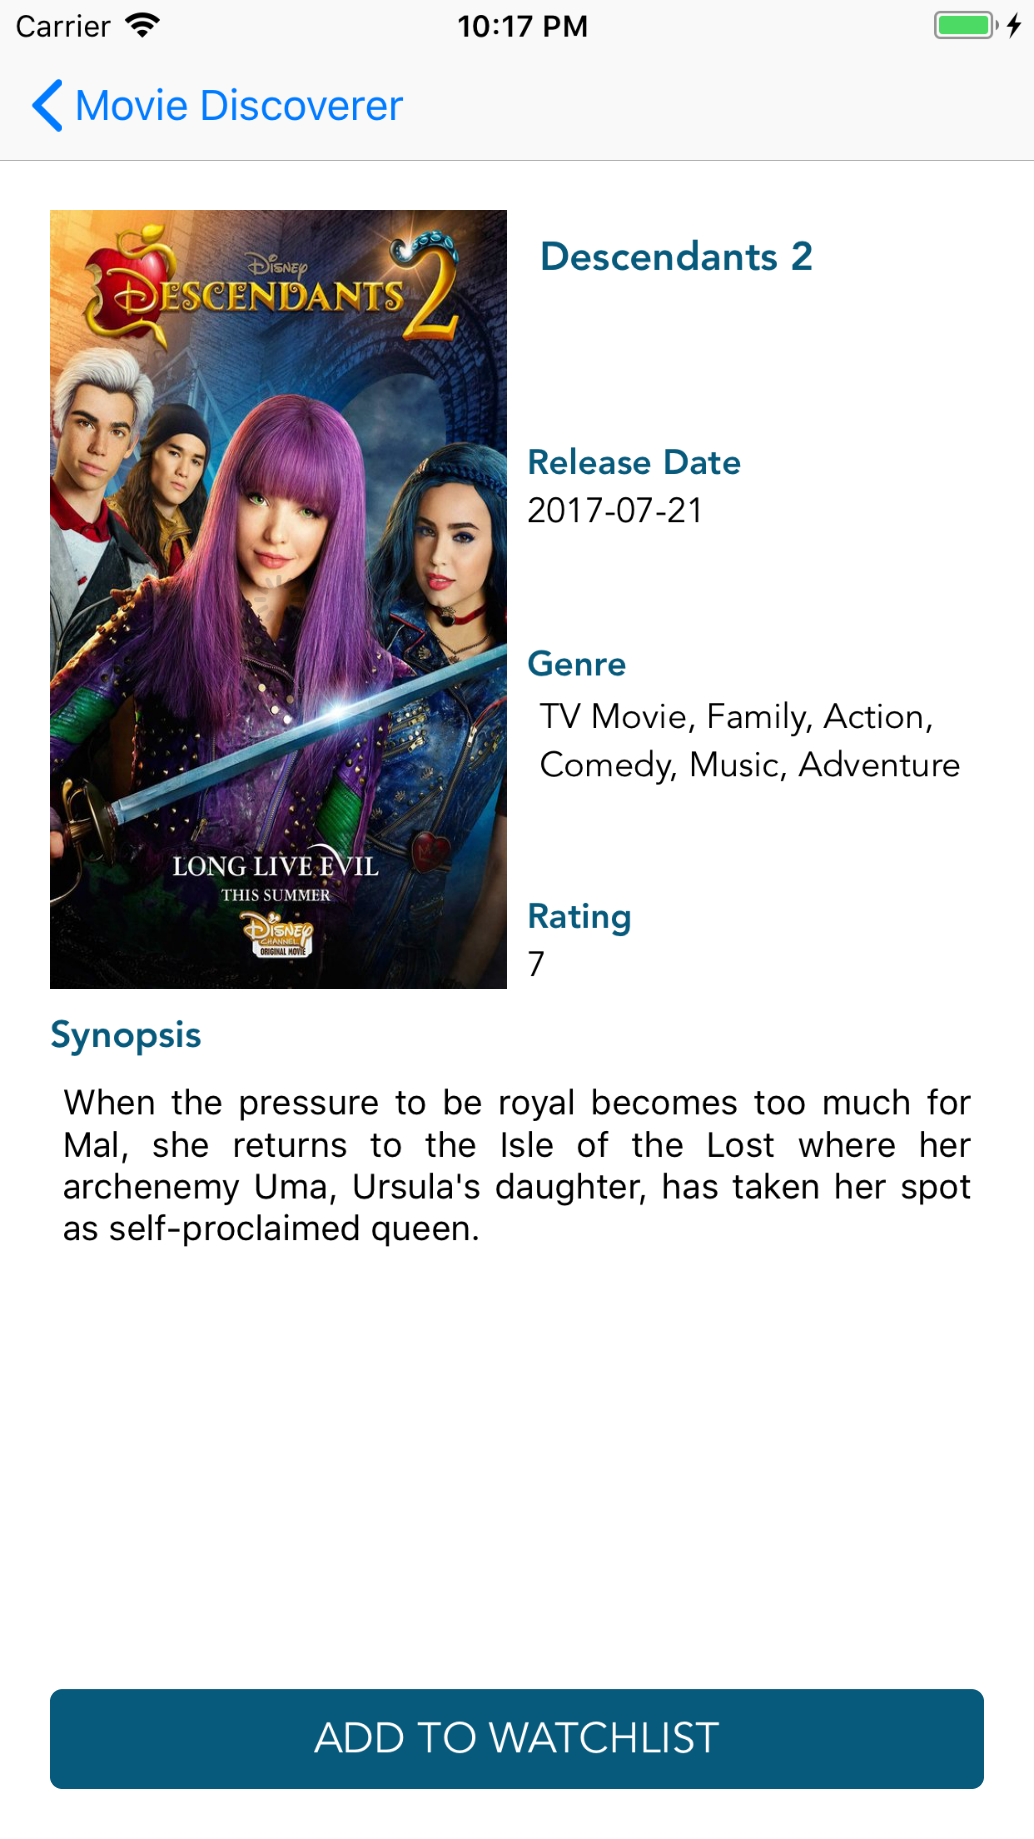 Carrier
10:17 PM
Movie Discoverer
Disney
DESCENDANTS 2
LONG LIVE EVIL
THIS SUMMER
Disney
CHANNEL
ORIGINAL MOVIE
Descendants 2
Release Date
2017-07-21
Genre
TV Movie, Family, Action,
Comedy, Music, Adventure
Rating
7
Synopsis
When the pressure to be royal becomes too much for
Mal, she returns to the Isle of the Lost where her
archenemy Uma, Ursula's daughter, has taken her spot
as self-proclaimed queen.
ADD TO WATCHLIST